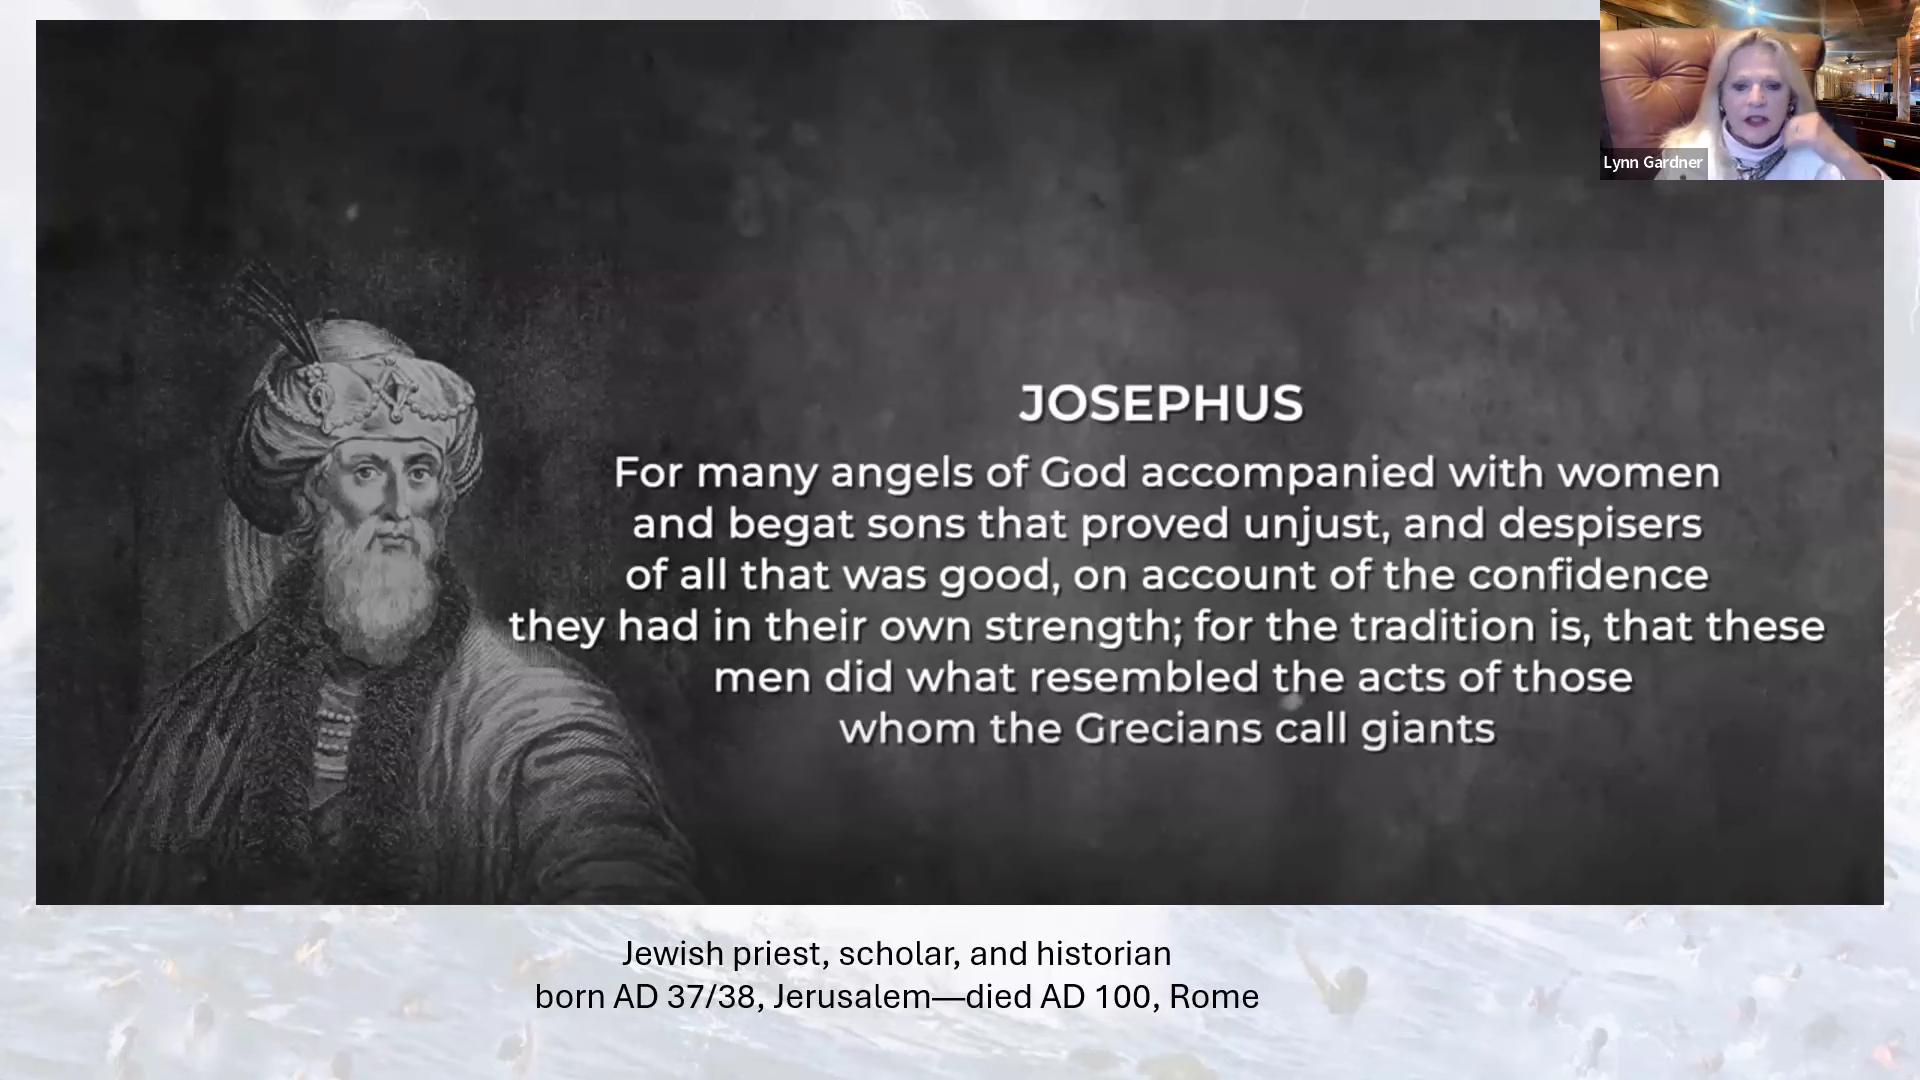 Lynn Gardner
JOSEPHUS
For many angels of God accompanied with women
and begat sons that proved unjust, and despisers
of all that was good, on account of the confidence
they had in their own strength; for the tradition is, that these
men did what resembled the acts of those
whom the Grecians call giants
Jewish priest, scholar, and historian
born AD 37/38, Jerusalem—died AD 100, Rome